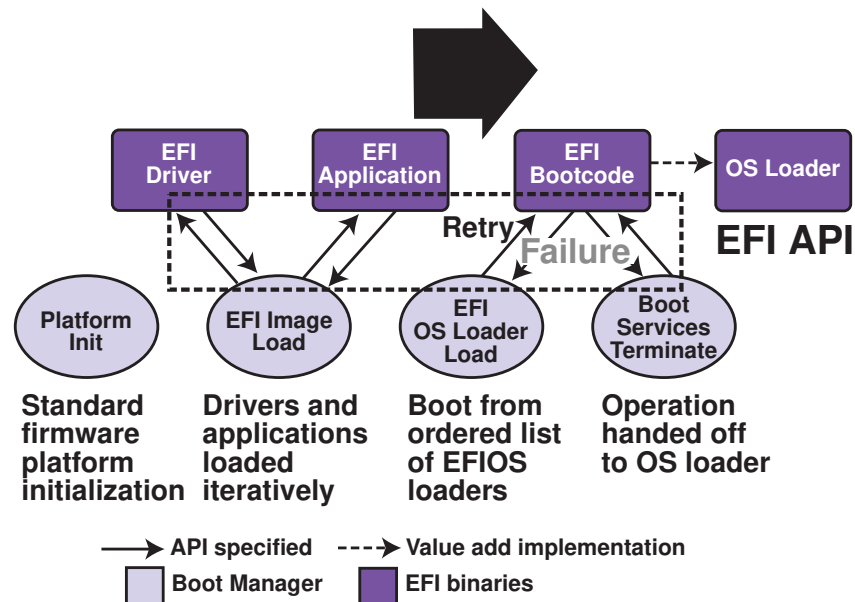 EFI
Driver
EFI
Application
EFI
Bootcode
OS Loader
Retry
Failure
EFI API
Platform
Init
EFI Image
Load
EFI
OS Loader
Load
Boot
Services
Terminate
Standard
firmware
platform
initialization
Drivers and
applications
loaded
iteratively
Boot from
ordered list
of EFIOS
loaders
Operation
handed off
to OS loader
API specified
Value add implementation
Boot Manager
EFI binaries